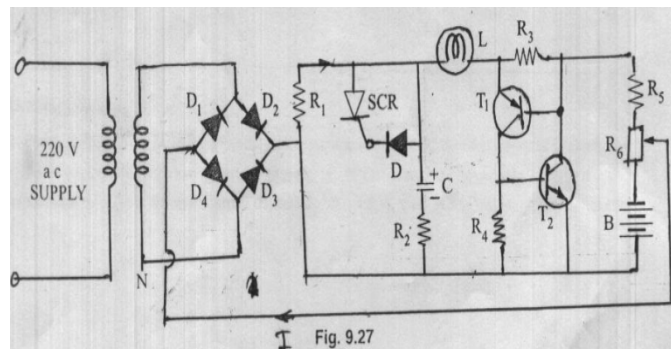 L
R3
D1
D2
R1
SCR
T1
R5
220 V
a c
SUPPLY
D
R6
D4
D3
+
C
-
T2
R2
R4
B
N
I
Fig. 9.27